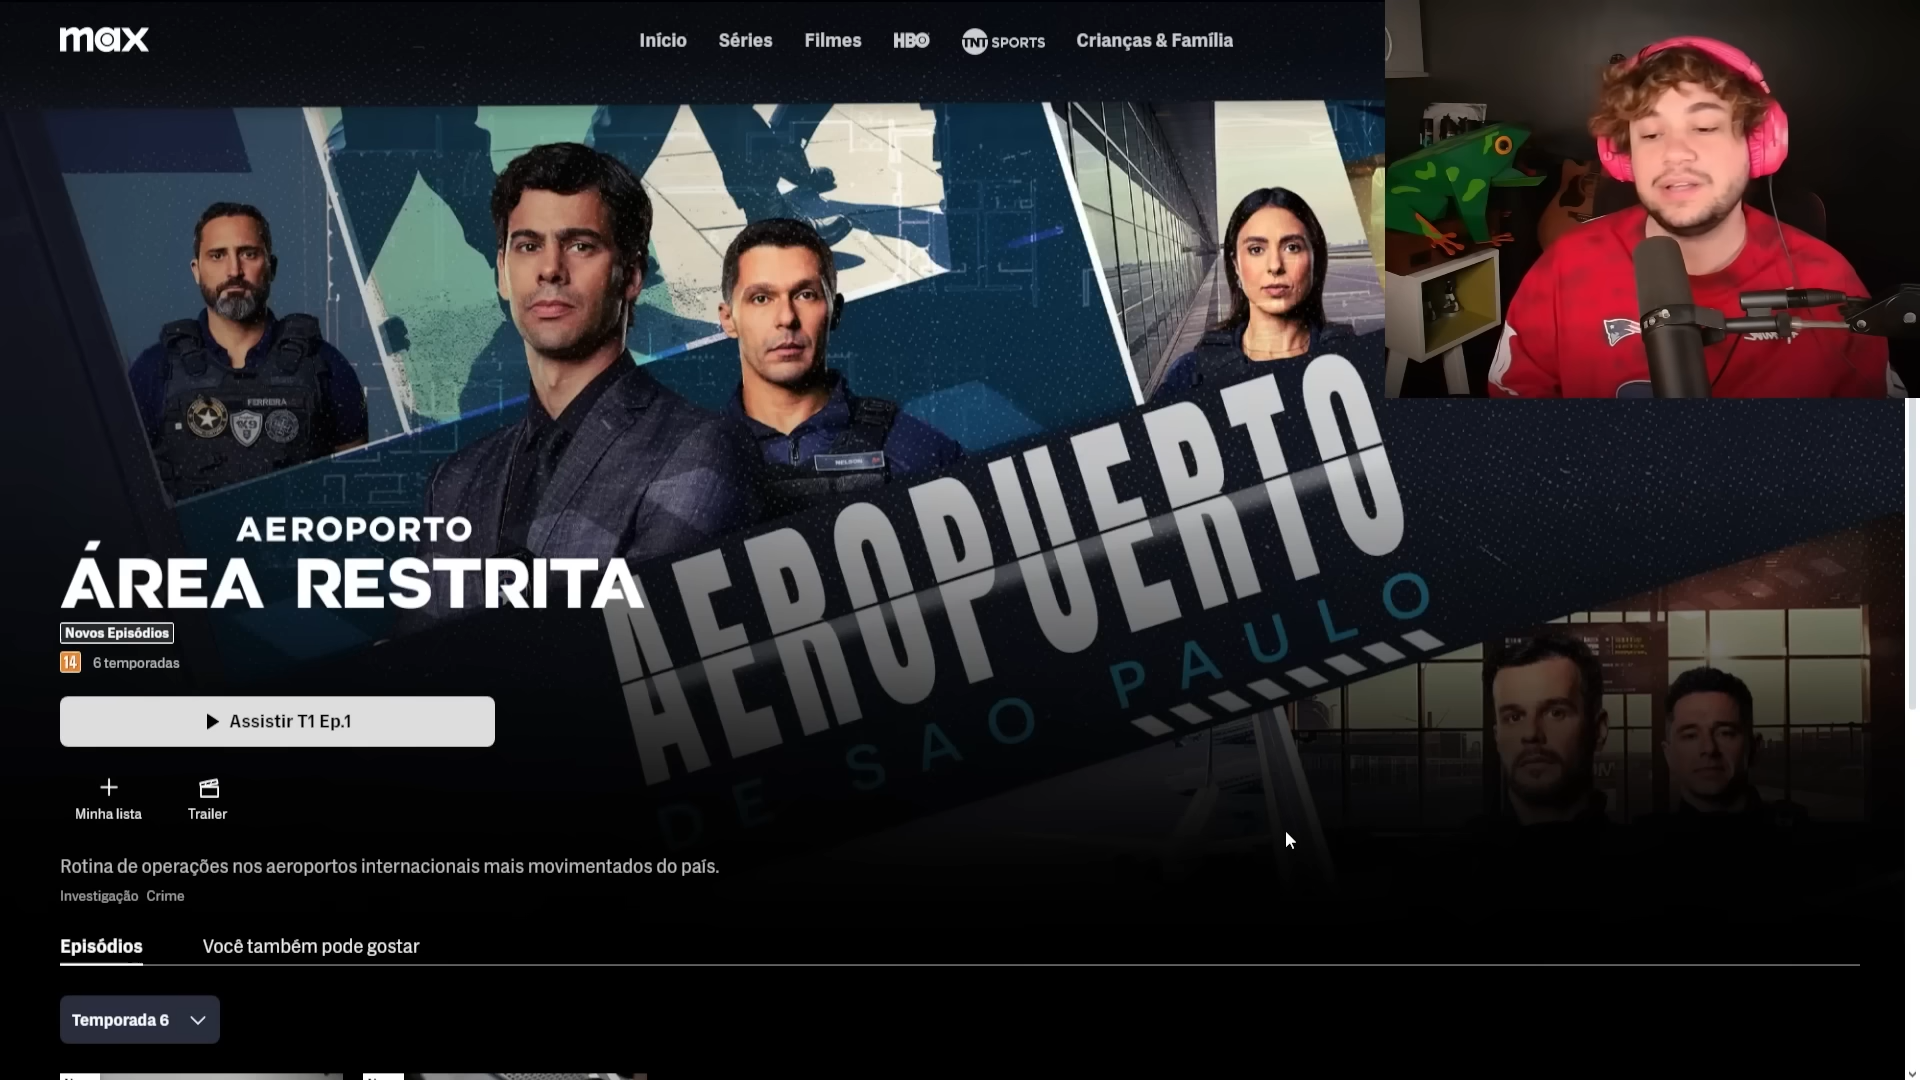 max
Início Séries Filmes HBO TNT SPORTS Crianças & Família
FERREIRA
K9
NELSON
AEROPUERTO
DE SAO PAULO
AEROPORTO
ÁREA RESTRITA
Novos Episódios
14 6 temporadas
Assistir T1 Ep.1
Minha lista Trailer
Rotina de operações nos aeroportos internacionais mais movimentados do país.
Investigação Crime
Episódios Você também pode gostar
Temporada 6